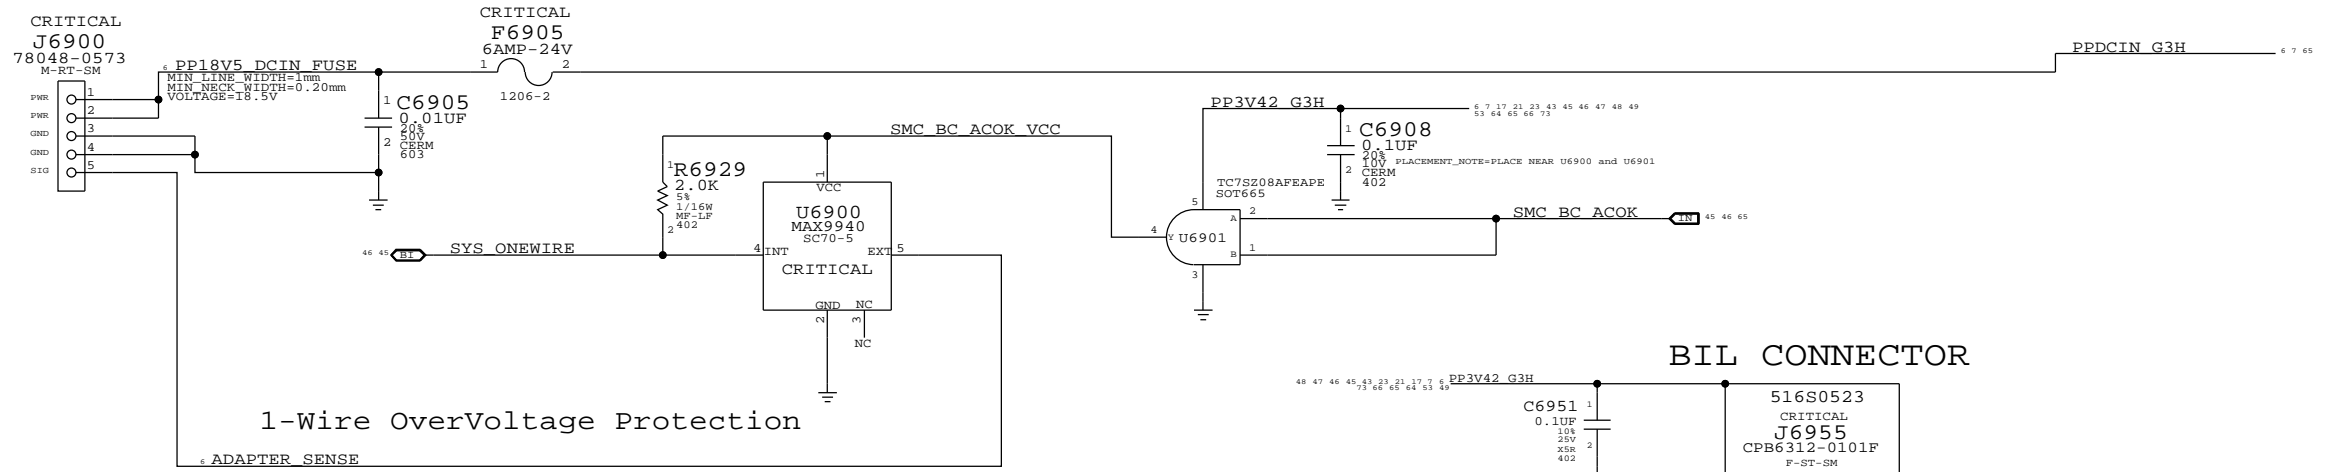 CRITICAL
J6900
78048-0573
M-RT-SM
PWR
1
PWR
2
GND
3
GND
4
SIG
5
6 PP18V5_DCIN_FUSE
MIN_LINE_WIDTH=1mm
MIN_NECK_WIDTH=0.20mm
VOLTAGE=18.5V
CRITICAL
F6905
6AMP-24V
1 2
1206-2
1
C6905
0.01UF
20%
50V
2 CERM
603
PPDCIN_G3H 6 7 65
SMC_BC_ACOK_VCC
1
R6929
2.0K
5%
1/16W
MF-LF
2 402
46 45 BI SYS_ONEWIRE
1
VCC
U6900
MAX9940
SC70-5
4 INT EXT 5
CRITICAL
GND NC
2 3
NC
1-Wire OverVoltage Protection
6 ADAPTER_SENSE
PP3V42_G3H 6 7 17 21 23 43 45 46 47 48 49
53 64 65 66 73
1
C6908
0.1UF
20%
10V PLACEMENT_NOTE=PLACE NEAR U6900 and U6901
2 CERM
402
TC7SZ08AFEAPE
SOT665
5
A 2
4 Y U6901
B 1
3
SMC_BC_ACOK IN 45 46 65
BIL CONNECTOR
48 47 46 45 43 23 21 17 7 6 PP3V42_G3H
73 66 65 64 53 49
C6951 1
0.1UF
10%
25V
X5R 2
402
516S0523
CRITICAL
J6955
CPB6312-0101F
F-ST-SM